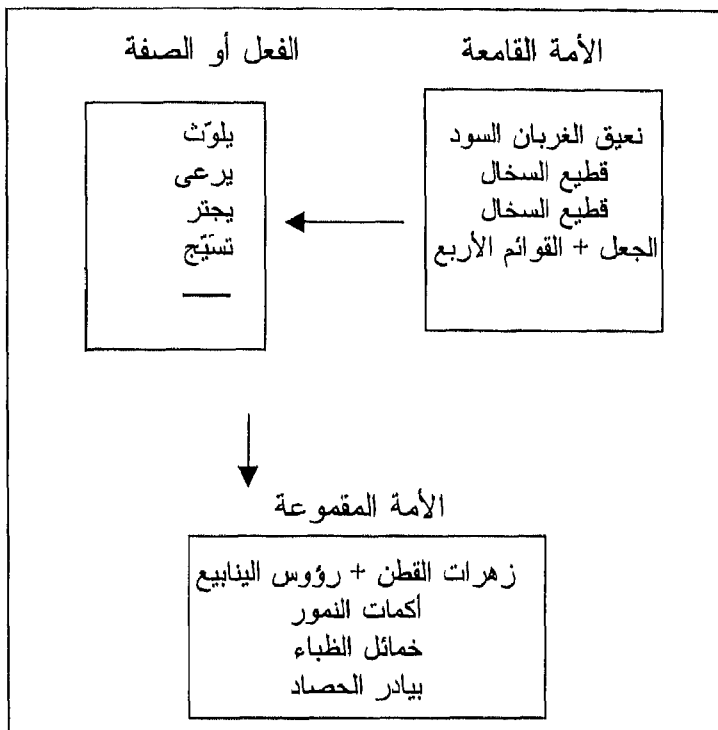 الأمة القامعة
نعيق الغربان السود
قطيع السخال
قطيع السخال
الجعل + القوائم الأربع
الفعل أو الصفة
يلوّث
يرعى
يجتر
تسَيّج
الأمة المقموعة
زهرات القطن + رؤوس الينابيع
أكمات النمور
خمائل الظباء
بيادر الحصاد